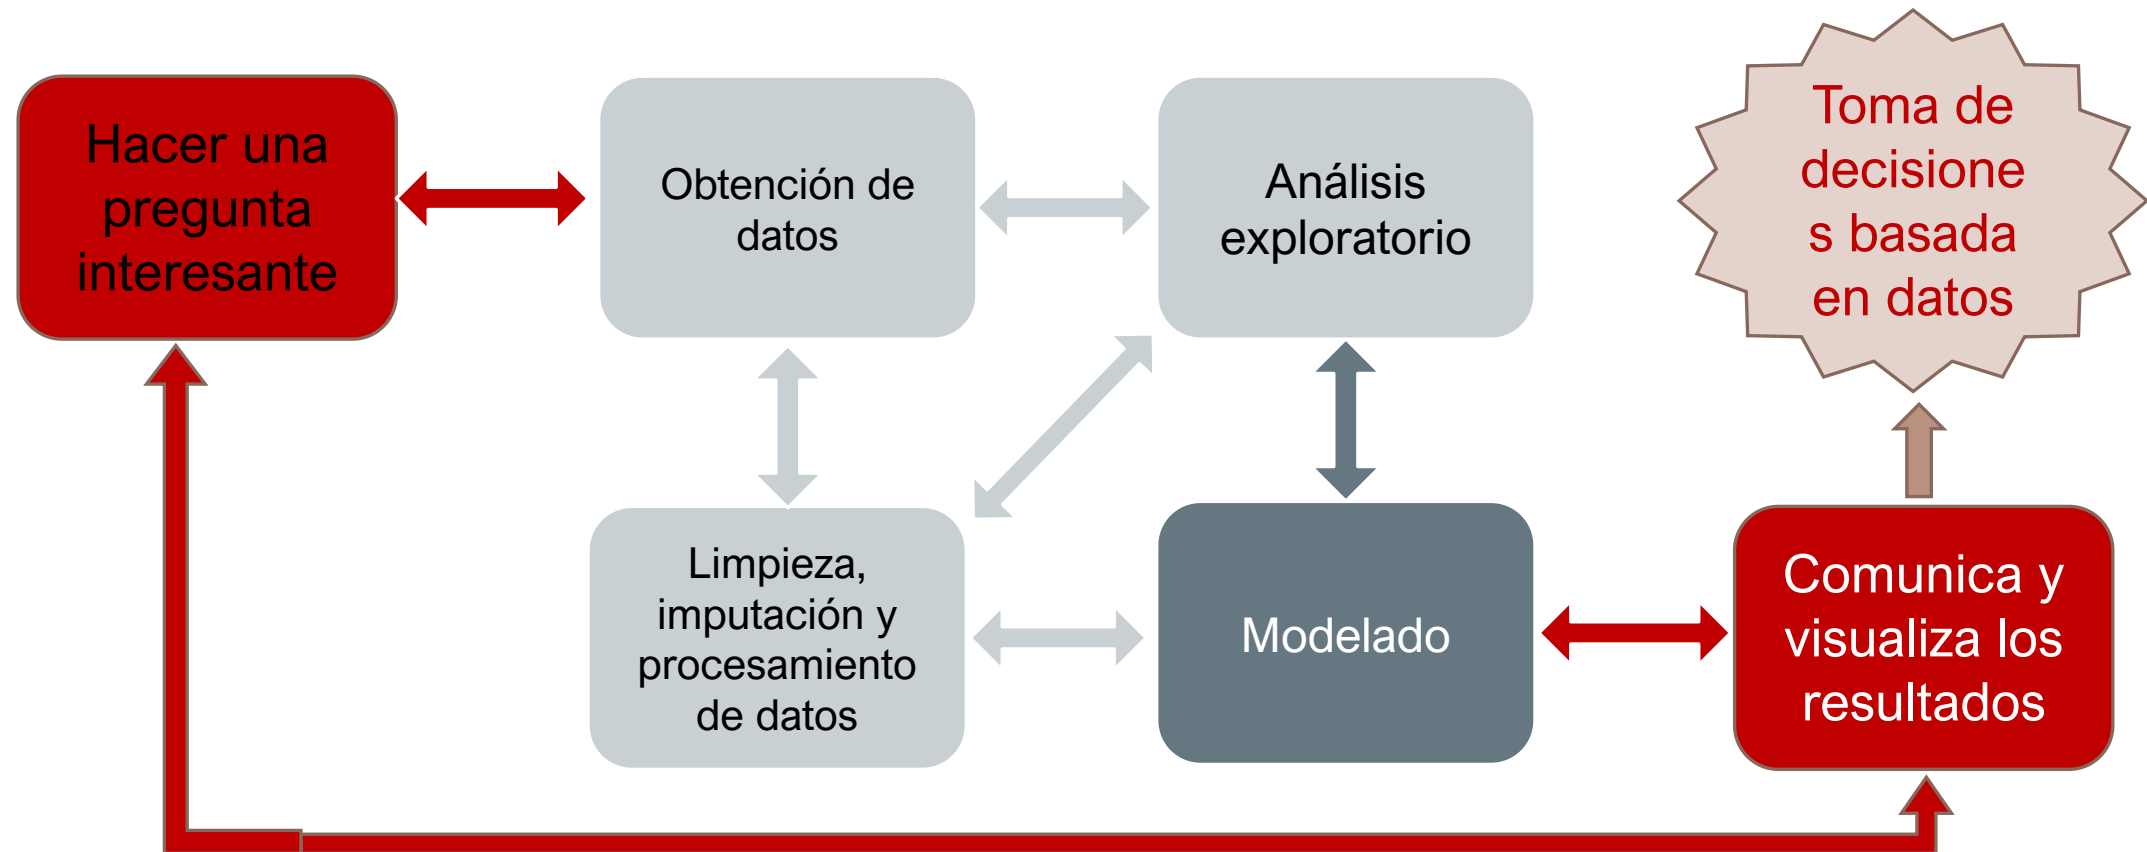 Hacer una
pregunta
interesante
Obtención de
datos
Análisis
exploratorio
Toma de
decisione
s basada
en datos
Limpieza,
imputación y
procesamiento
de datos
Modelado
Comunica y
visualiza los
resultados